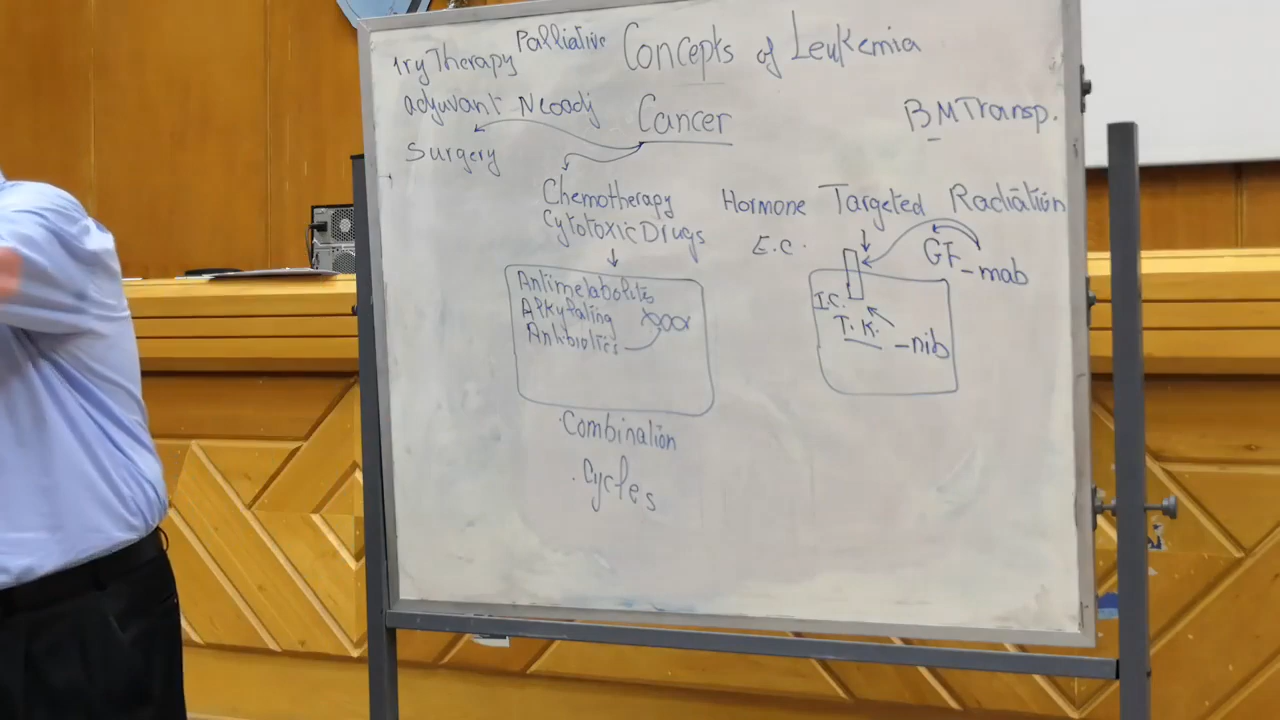 Concepts of Leukemia
1ry Therapy Palliative
adjuvant Neoadj
Cancer
BMTransp.
Surgery
Chemotherapy
Cytotoxic Drugs
Hormone Targeted Radiation
E.C.
GF -mab
Antimetabolites
Alkylating
Antibiotics
I.C.
T.K.
-nib
Combination
Cycles